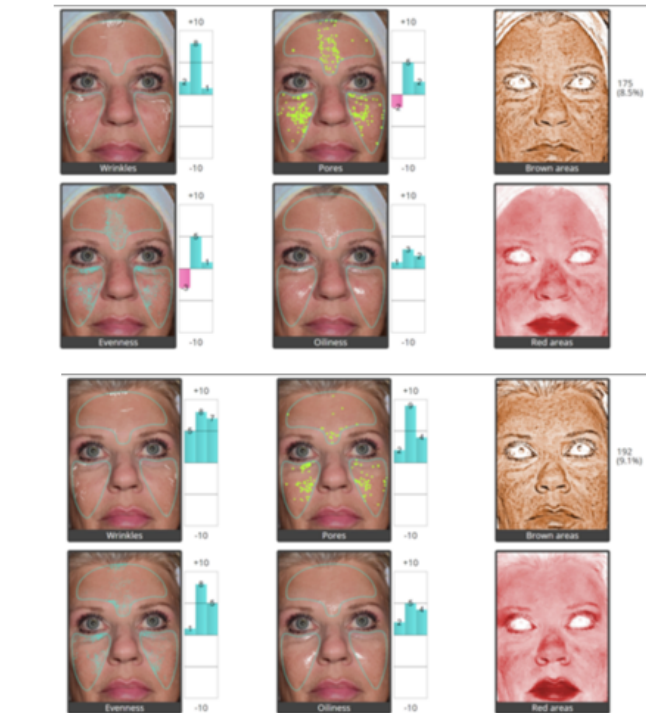 +10
+10
175
(8.5%)
Wrinkles
-10
Pores
-10
Brown areas
+10
+10
Evenness
-10
Oiliness
-10
Red areas
+10
+10
192
(9.1%)
Wrinkles
-10
Pores
-10
Brown areas
+10
+10
Evenness
-10
Oiliness
-10
Red areas